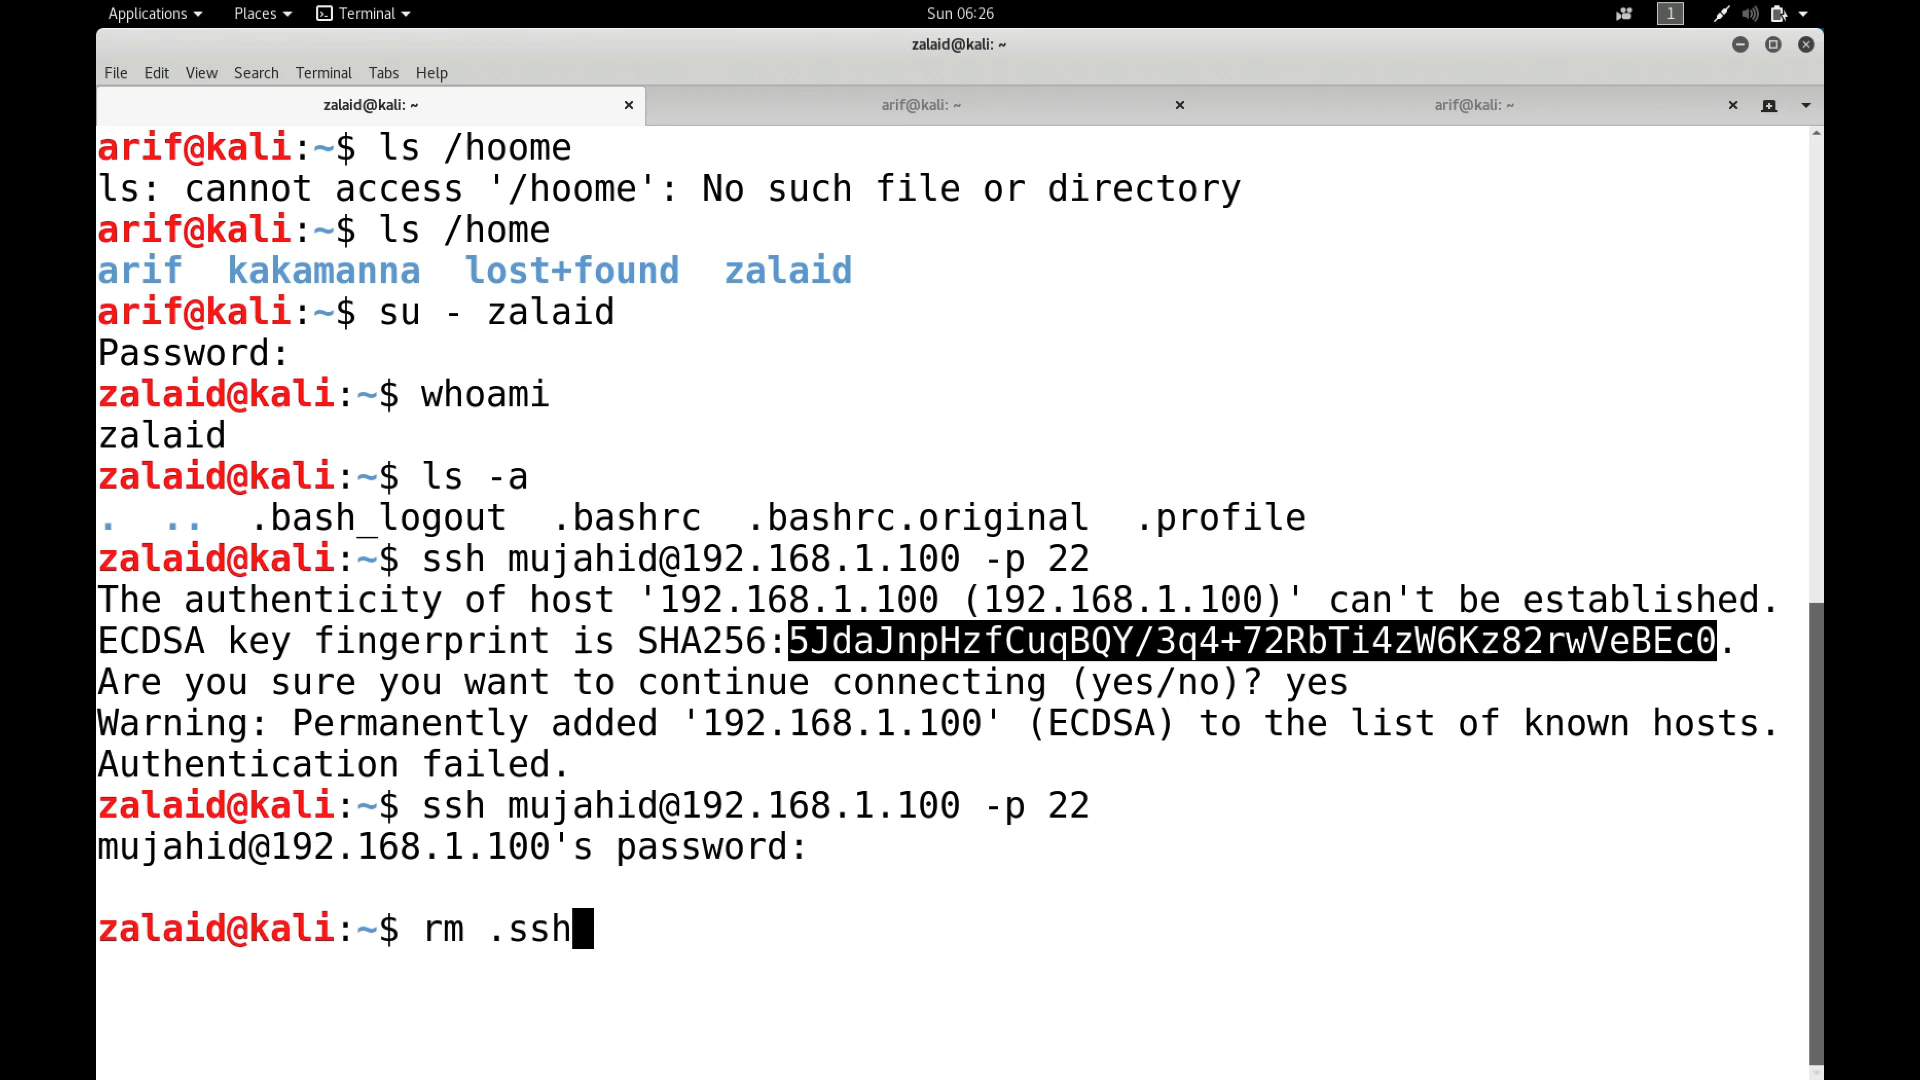 Applications Places Terminal Sun 06:26 1
zalaid@kali: ~
File Edit View Search Terminal Tabs Help
zalaid@kali: ~ arif@kali: ~ arif@kali: ~
arif@kali:~$ ls /hoome
ls: cannot access '/hoome': No such file or directory
arif@kali:~$ ls /home
arif kakamanna lost+found zalaid
arif@kali:~$ su - zalaid
Password:
zalaid@kali:~$ whoami
zalaid
zalaid@kali:~$ ls -a
. .. .bash_logout .bashrc .bashrc.original .profile
zalaid@kali:~$ ssh mujahid@192.168.1.100 -p 22
The authenticity of host '192.168.1.100 (192.168.1.100)' can't be established.
ECDSA key fingerprint is SHA256:5JdaJnpHzfCuqBQY/3q4+72RbTi4zW6Kz82rwVeBEc0.
Are you sure you want to continue connecting (yes/no)? yes
Warning: Permanently added '192.168.1.100' (ECDSA) to the list of known hosts.
Authentication failed.
zalaid@kali:~$ ssh mujahid@192.168.1.100 -p 22
mujahid@192.168.1.100's password:
zalaid@kali:~$ rm .ssh